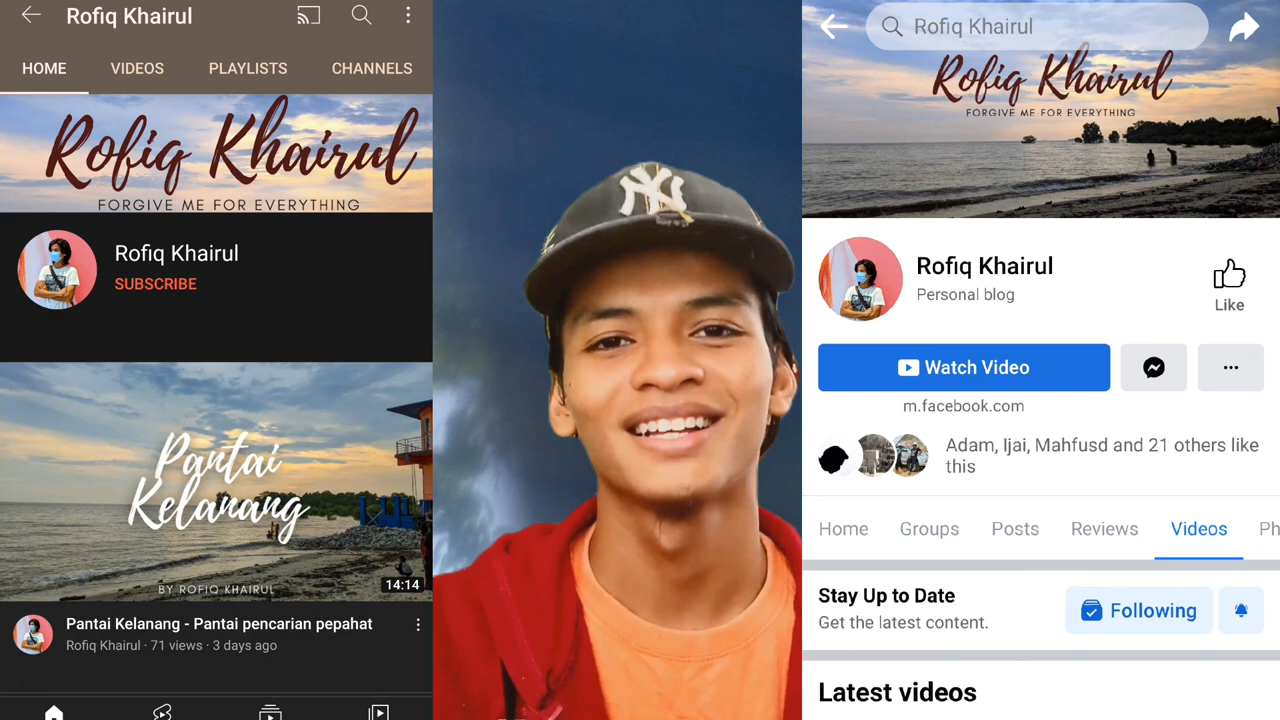 Rofiq Khairul
HOME VIDEOS PLAYLISTS CHANNELS
Rofiq Khairul
FORGIVE ME FOR EVERYTHING
Rofiq Khairul
SUBSCRIBE
Pantai
Kelanang
BY ROFIQ KHAIRUL
14:14
Pantai Kelanang - Pantai pencarian pepahat
Rofiq Khairul · 71 views · 3 days ago
NY
Rofiq Khairul
Rofiq Khairul
FORGIVE ME FOR EVERYTHING
Rofiq Khairul
Personal blog
Like
Watch Video
m.facebook.com
Adam, Ijai, Mahfusd and 21 others like
this
Home Groups Posts Reviews Videos Ph
Stay Up to Date
Get the latest content.
Following
Latest videos